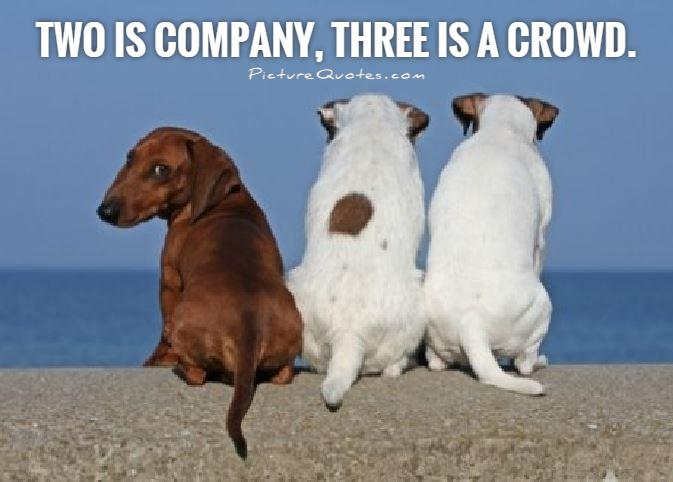 TWO IS COMPANY, THREE IS A CROWD.
PictureQuotes.com